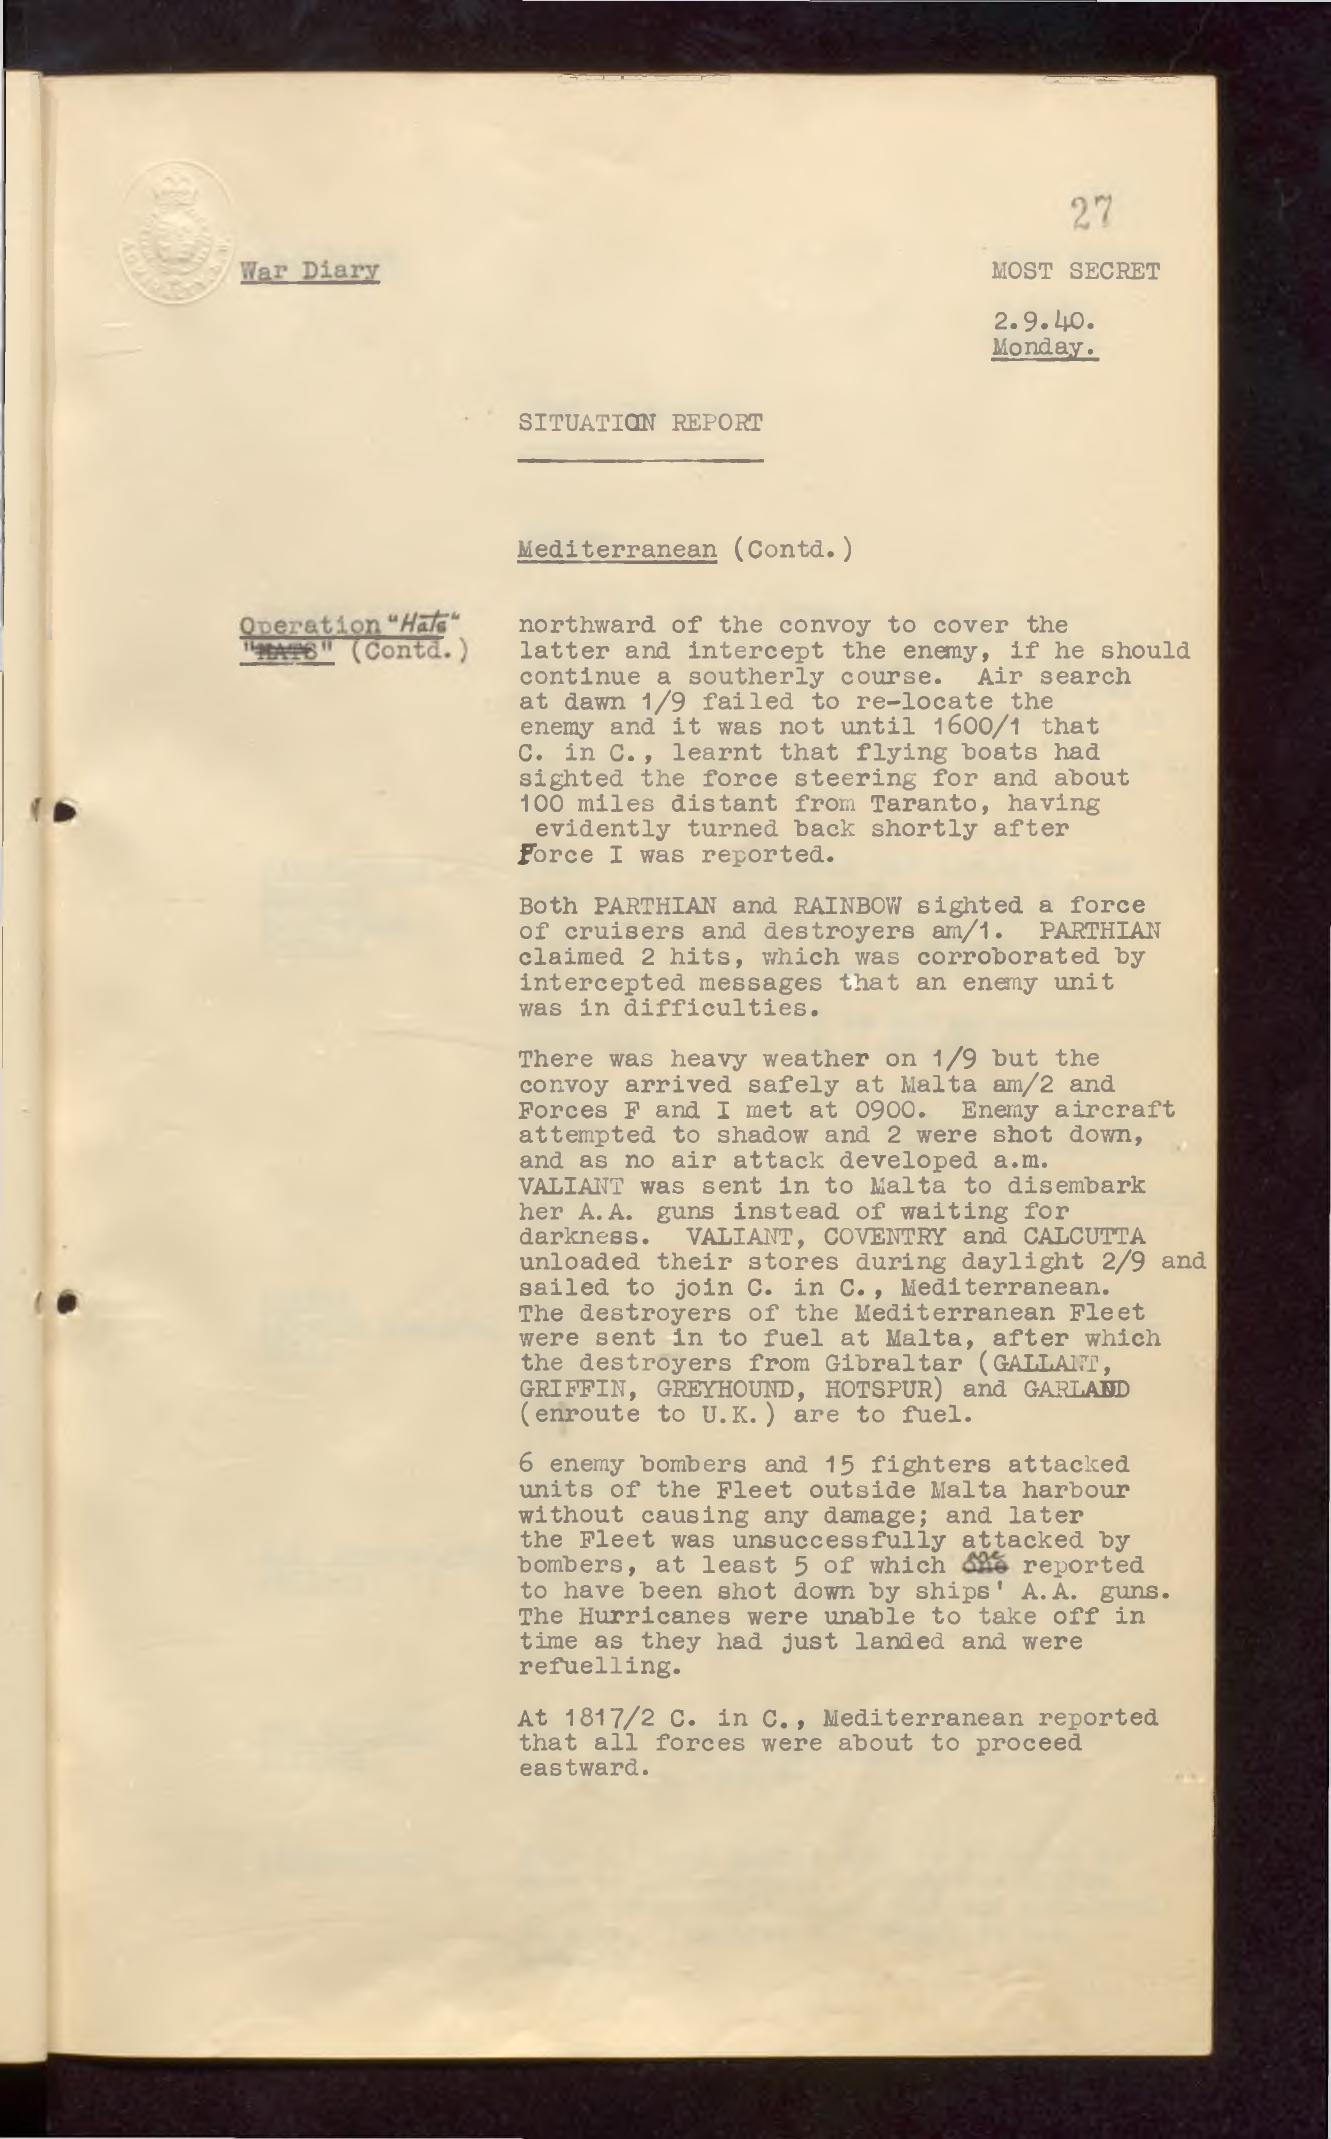 27
War Diary
MOST SECRET
2.9.40.
Monday.
SITUATION REPORT
Mediterranean (Contd.)
Operation "Hats"
"HATS" (Contd.)
northward of the convoy to cover the
latter and intercept the enemy, if he should
continue a southerly course.  Air search
at dawn 1/9 failed to re-locate the
enemy and it was not until 1600/1 that
C. in C., learnt that flying boats had
sighted the force steering for and about
100 miles distant from Taranto, having
evidently turned back shortly after
Force I was reported.
Both PARTHIAN and RAINBOW sighted a force
of cruisers and destroyers am/1.  PARTHIAN
claimed 2 hits, which was corroborated by
intercepted messages that an enemy unit
was in difficulties.
There was heavy weather on 1/9 but the
convoy arrived safely at Malta am/2 and
Forces F and I met at 0900.  Enemy aircraft
attempted to shadow and 2 were shot down,
and as no air attack developed a.m.
VALIANT was sent in to Malta to disembark
her A.A. guns instead of waiting for
darkness.  VALIANT, COVENTRY and CALCUTTA
unloaded their stores during daylight 2/9 and
sailed to join C. in C., Mediterranean.
The destroyers of the Mediterranean Fleet
were sent in to fuel at Malta, after which
the destroyers from Gibraltar (GALLANT,
GRIFFIN, GREYHOUND, HOTSPUR) and GARLAND
(enroute to U.K.) are to fuel.
6 enemy bombers and 15 fighters attacked
units of the Fleet outside Malta harbour
without causing any damage; and later
the Fleet was unsuccessfully attacked by
bombers, at least 5 of which reported
to have been shot down by ships' A.A. guns.
The Hurricanes were unable to take off in
time as they had just landed and were
refuelling.
At 1817/2 C. in C., Mediterranean reported
that all forces were about to proceed
eastward.